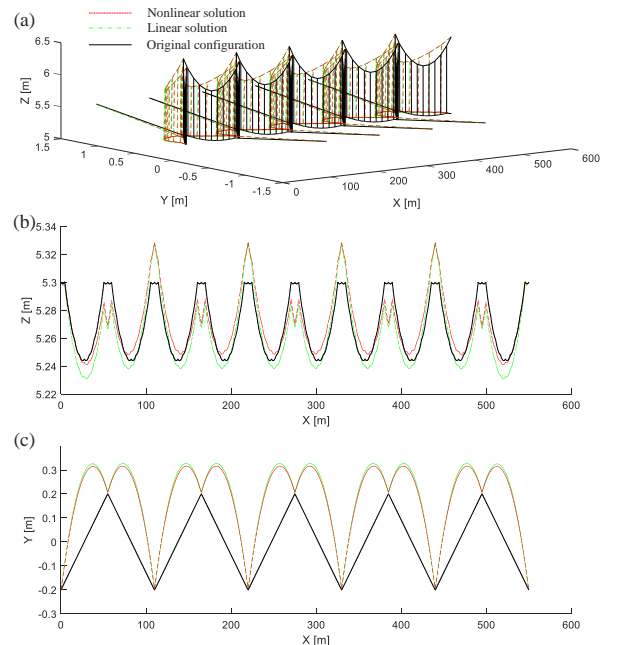 (a)
Nonlinear solution
Linear solution
Original configuration
6.5
6
5.5
5
Z [m]
1.5
1
0.5
0
-0.5
-1
-1.5
Y [m]
0
100
200
300
400
500
600
X [m]
(b)
5.34
5.32
5.3
5.28
5.26
5.24
5.22
Z [m]
0 100 200 300 400 500 600
X [m]
(c)
0.3
0.2
0.1
0
-0.1
-0.2
-0.3
Y [m]
0 100 200 300 400 500 600
X [m]